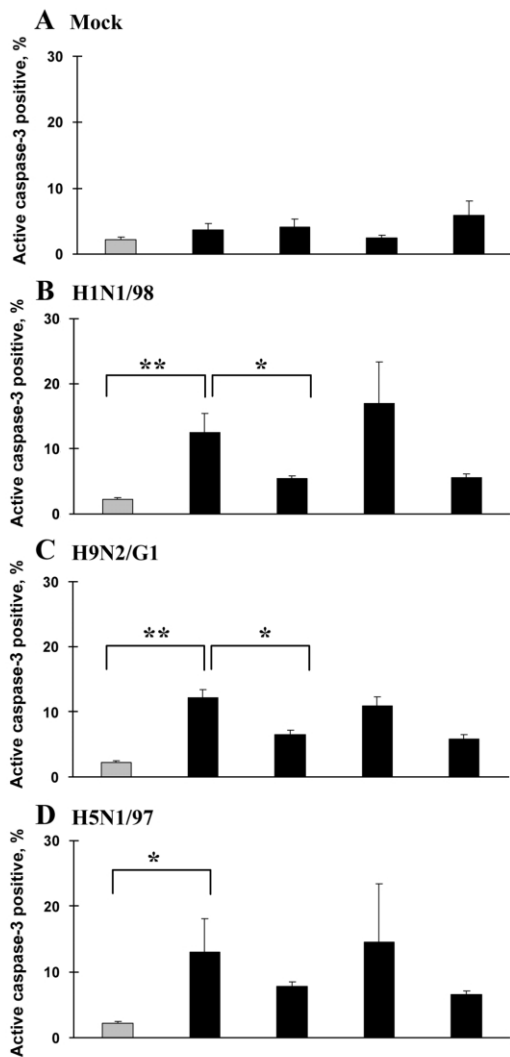 A Mock
Active caspase-3 positive, %
30
20
10
0
B H1N1/98
Active caspase-3 positive, %
30
20
10
0
** *
C H9N2/G1
Active caspase-3 positive, %
30
20
10
0
** *
D H5N1/97
Active caspase-3 positive, %
30
20
10
0
*